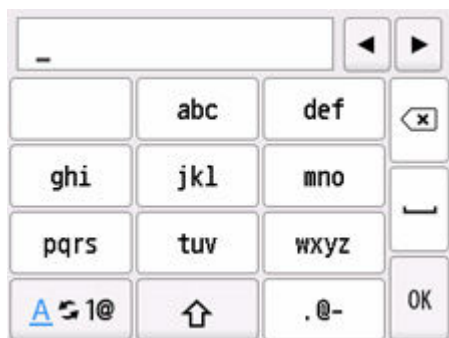 _
abc def
ghi jkl mno
pqrs tuv wxyz
A 1@ .@- OK